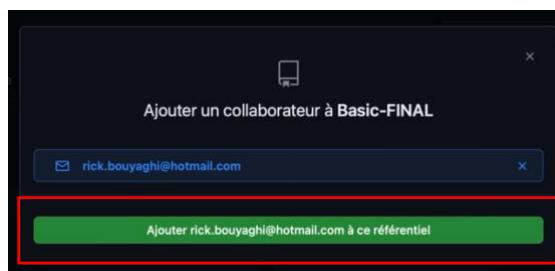 Ajouter un collaborateur à Basic-FINAL
rick.bouyaghi@hotmail.com
Ajouter rick.bouyaghi@hotmail.com à ce référentiel